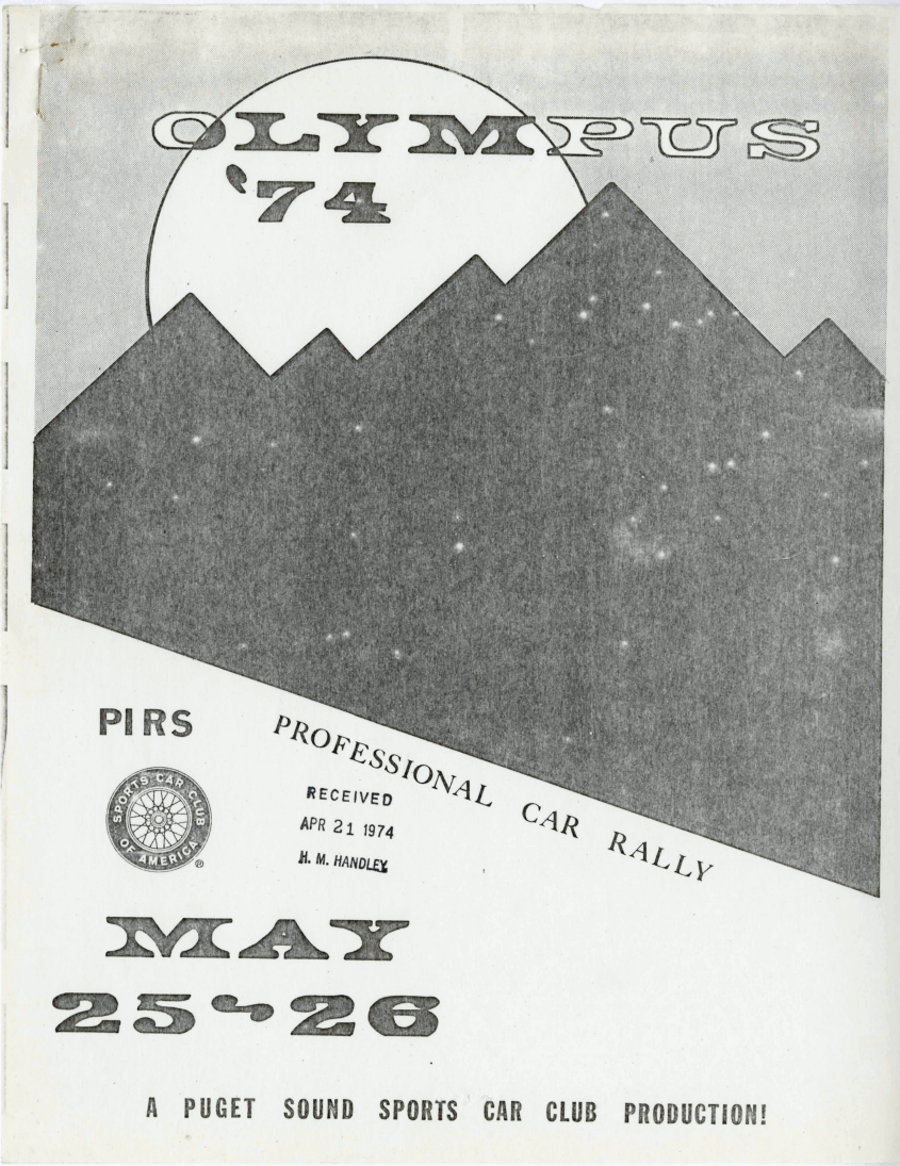 OLYMPUS
'74
PIRS
PROFESSIONAL CAR RALLY
SPORTS CAR CLUB
OF AMERICA
®
RECEIVED
APR 21 1974
H. M. HANDLEY
MAY
25-26
A PUGET SOUND SPORTS CAR CLUB PRODUCTION!